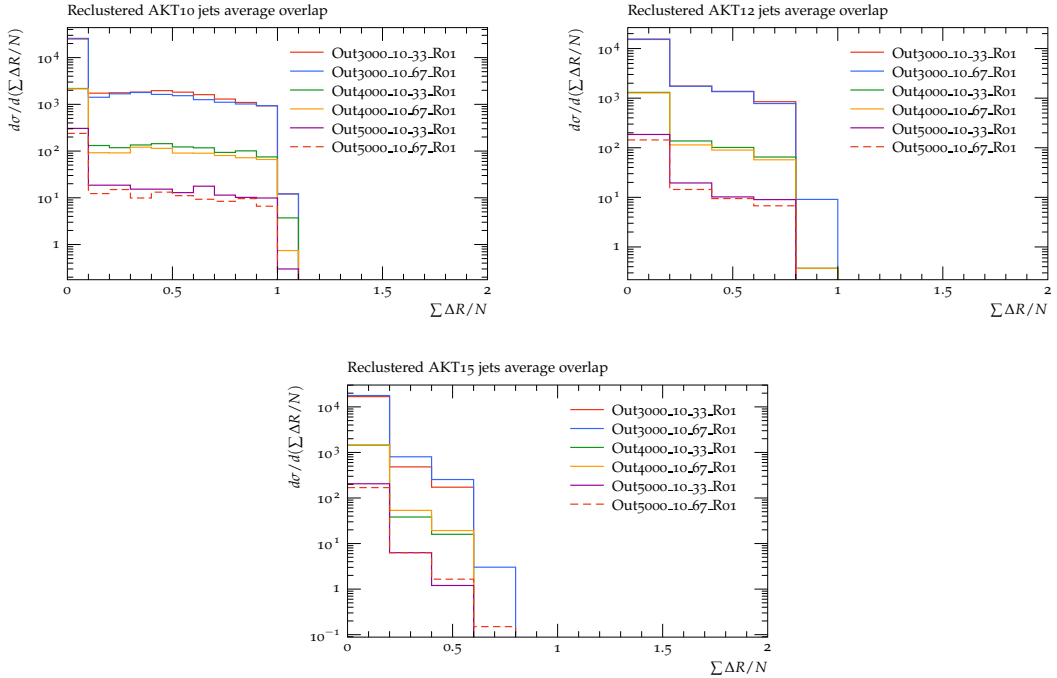 Reclustered AKT10 jets average overlap
dσ/d(∑ΔR/N)
10⁴
10³
10²
10¹
1
Out3000_10_33_R01
Out3000_10_67_R01
Out4000_10_33_R01
Out4000_10_67_R01
Out5000_10_33_R01
Out5000_10_67_R01
0 0.5 1 1.5 2
∑ΔR/N
Reclustered AKT12 jets average overlap
dσ/d(∑ΔR/N)
10⁴
10³
10²
10¹
1
Out3000_10_33_R01
Out3000_10_67_R01
Out4000_10_33_R01
Out4000_10_67_R01
Out5000_10_33_R01
Out5000_10_67_R01
0 0.5 1 1.5 2
∑ΔR/N
Reclustered AKT15 jets average overlap
dσ/d(∑ΔR/N)
10⁴
10³
10²
10¹
1
10⁻¹
Out3000_10_33_R01
Out3000_10_67_R01
Out4000_10_33_R01
Out4000_10_67_R01
Out5000_10_33_R01
Out5000_10_67_R01
0 0.5 1 1.5 2
∑ΔR/N